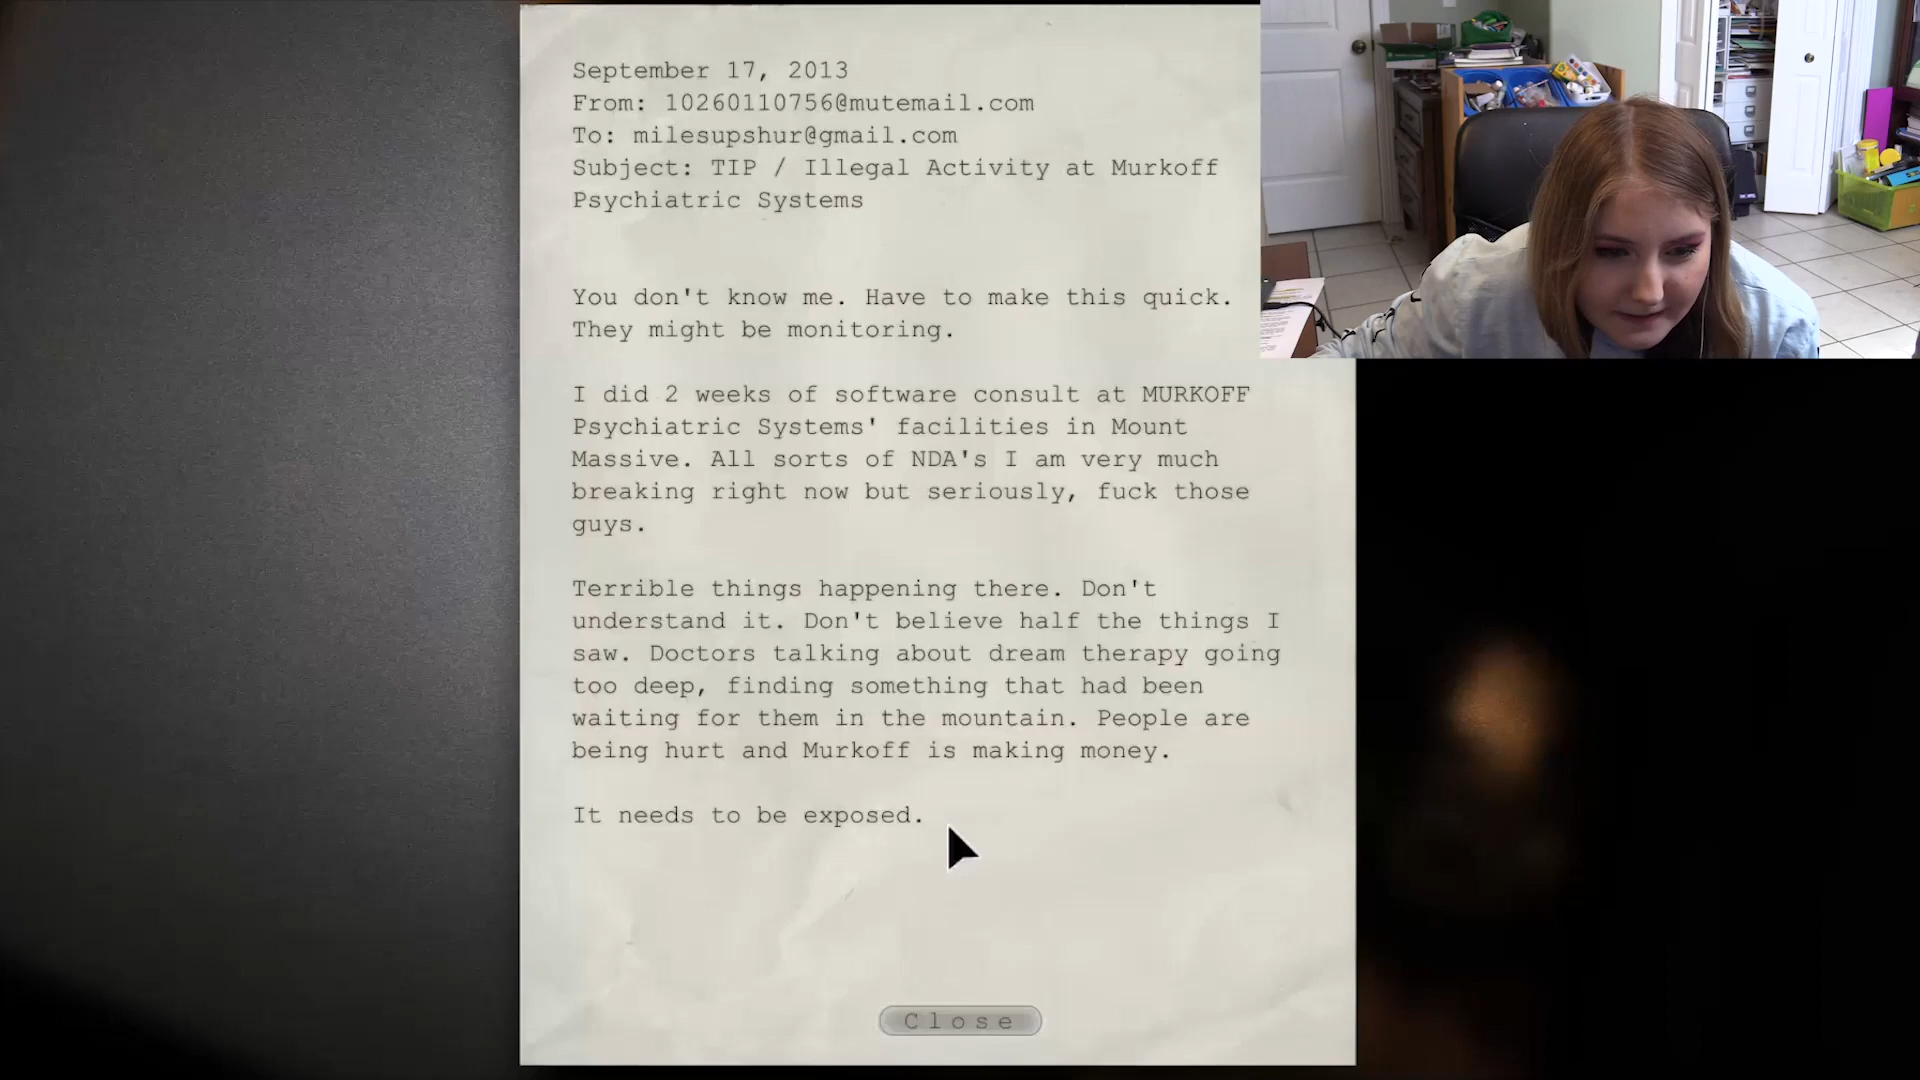 September 17, 2013
From: 10260110756@mutemail.com
To: milesupshur@gmail.com
Subject: TIP / Illegal Activity at Murkoff
Psychiatric Systems
You don't know me. Have to make this quick.
They might be monitoring.
I did 2 weeks of software consult at MURKOFF
Psychiatric Systems' facilities in Mount
Massive. All sorts of NDA's I am very much
breaking right now but seriously, fuck those
guys.
Terrible things happening there. Don't
understand it. Don't believe half the things I
saw. Doctors talking about dream therapy going
too deep, finding something that had been
waiting for them in the mountain. People are
being hurt and Murkoff is making money.
It needs to be exposed.
Close